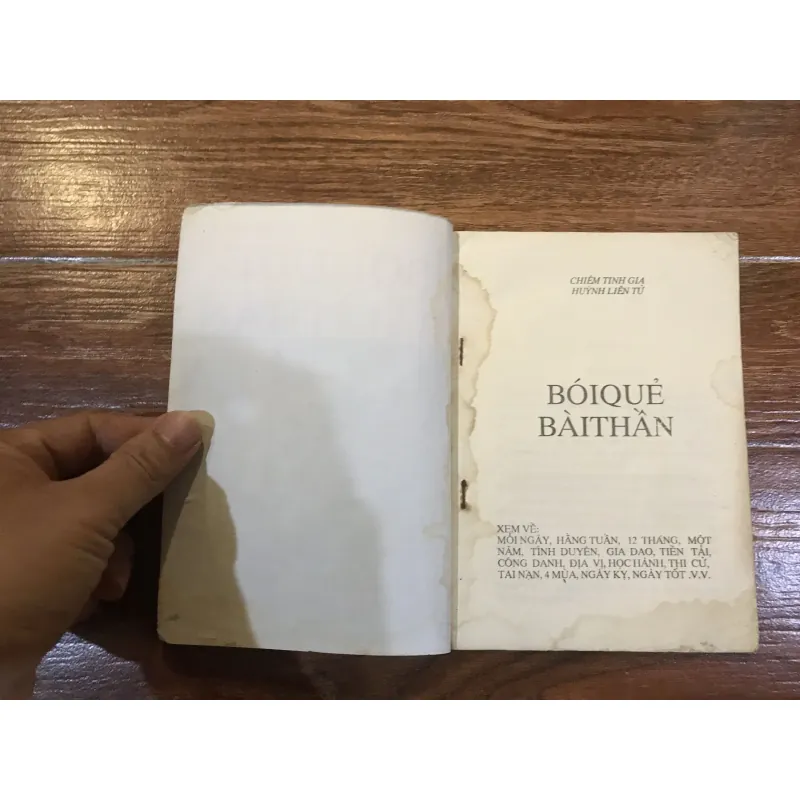 CHIÊM TINH GIA
HUỲNH LIÊN TỬ
BÓIQUẺ
BÀITHẦN
XEM VỀ:
MỖI NGÀY, HẰNG TUẦN, 12 THÁNG, MỘT
NĂM, TÌNH DUYÊN, GIA ĐẠO, TIỀN TÀI,
CÔNG DANH, ĐỊA VỊ, HỌC HÀNH, THI CỬ,
TAI NẠN, 4 MÙA, NGÀY KỴ, NGÀY TỐT .V.V.